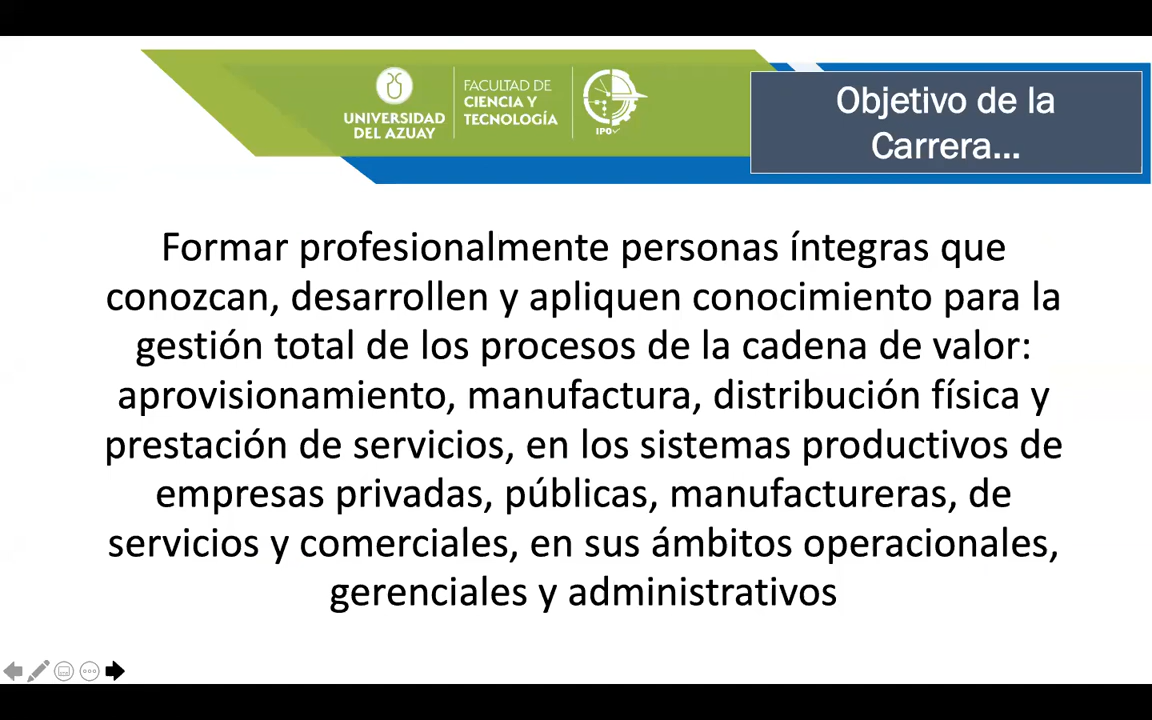 UNIVERSIDAD
DEL AZUAY
FACULTAD DE
CIENCIA Y
TECNOLOGÍA
IPO
Objetivo de la
Carrera...
Formar profesionalmente personas íntegras que
conozcan, desarrollen y apliquen conocimiento para la
gestión total de los procesos de la cadena de valor:
aprovisionamiento, manufactura, distribución física y
prestación de servicios, en los sistemas productivos de
empresas privadas, públicas, manufactureras, de
servicios y comerciales, en sus ámbitos operacionales,
gerenciales y administrativos